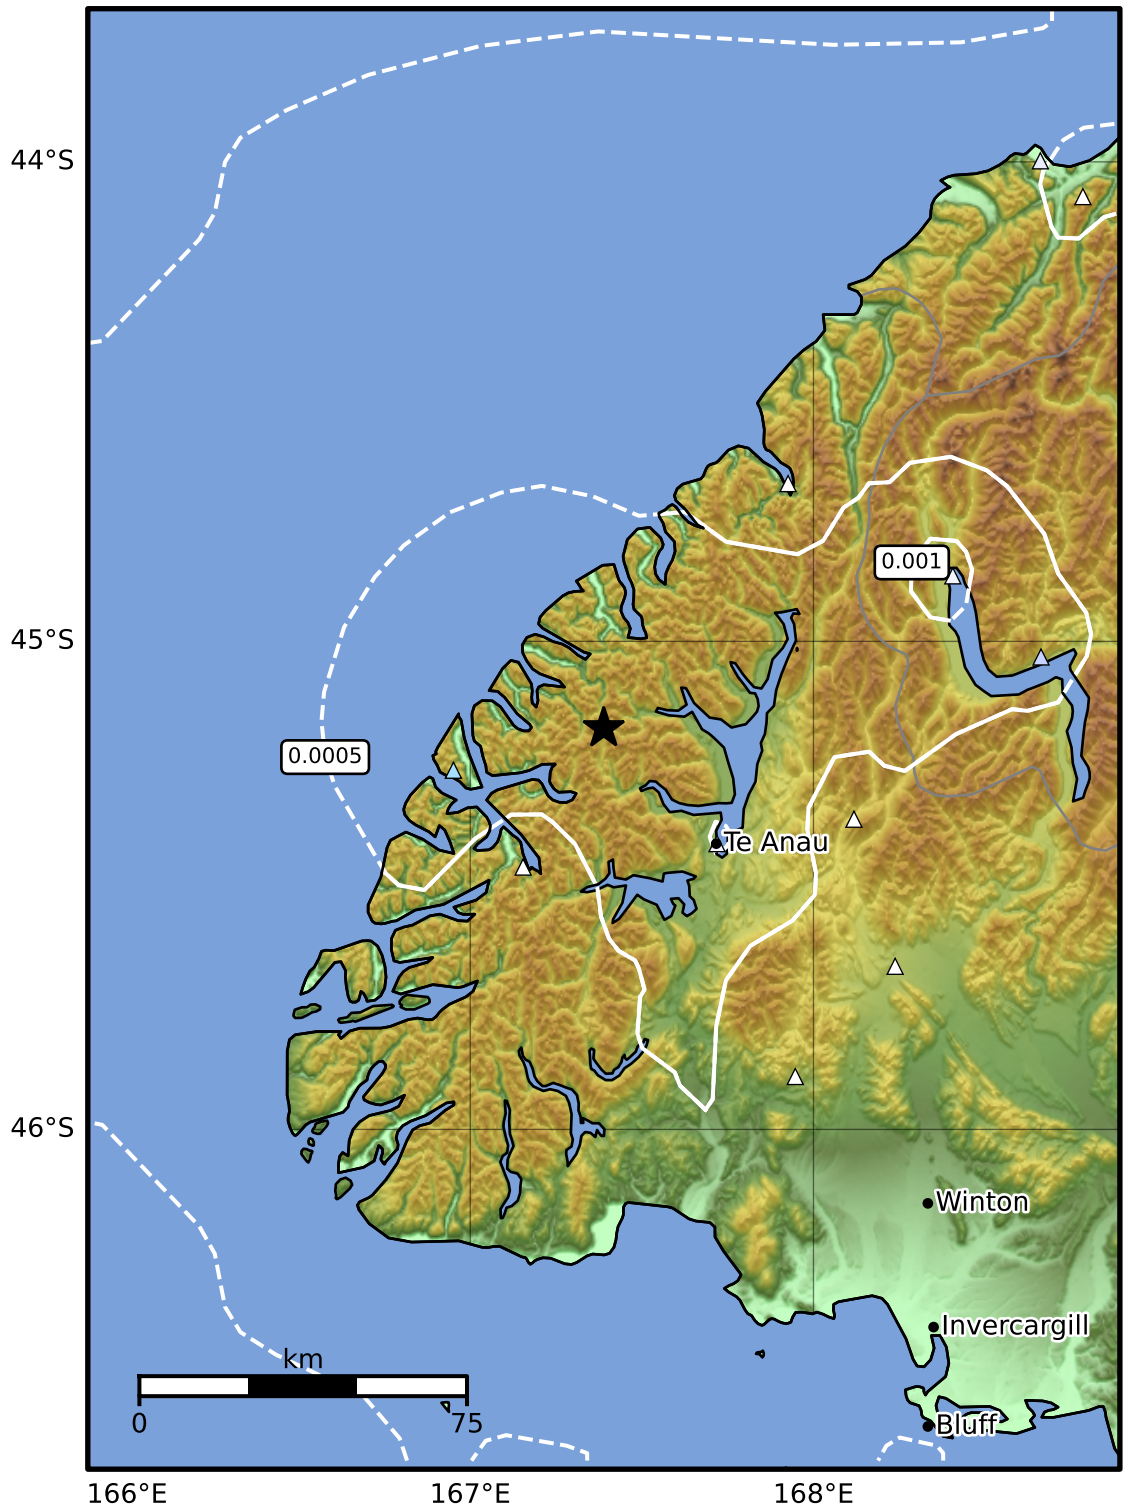 44°S
0.001
45°S
0.0005
Te Anau
46°S
Winton
Invercargill
km
0
75
Bluff
166°E
167°E
168°E